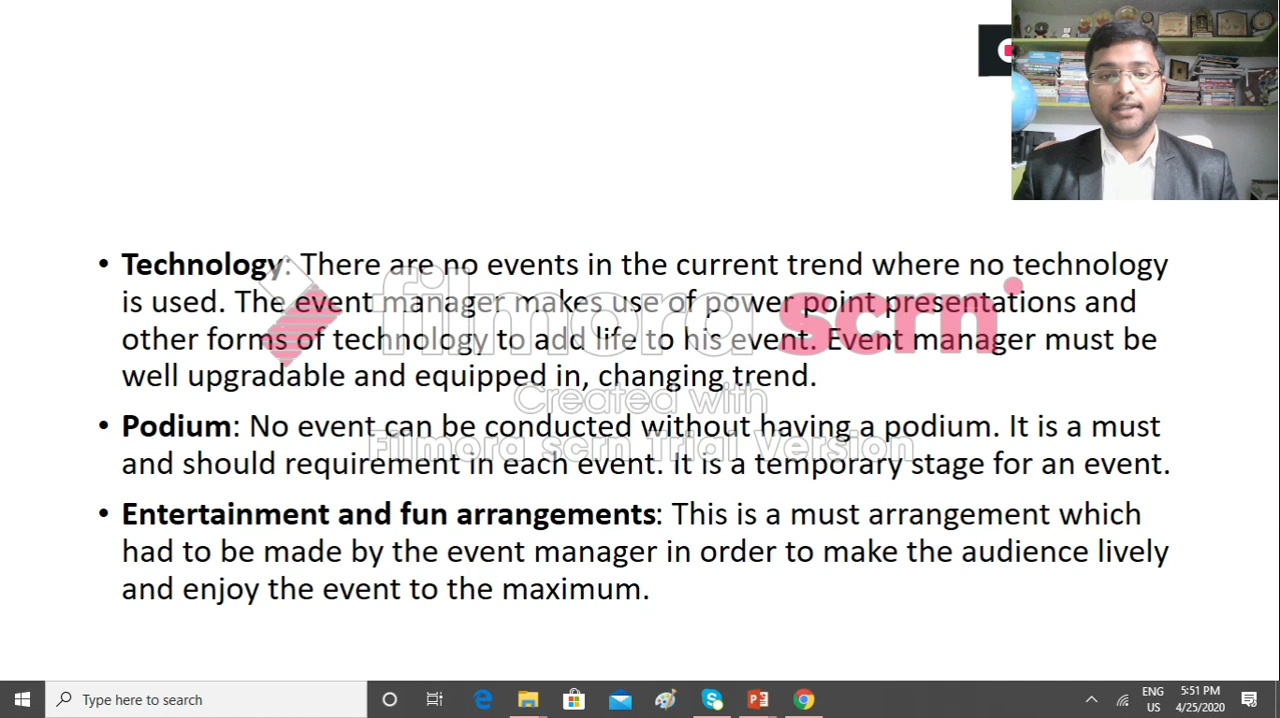 • Technology: There are no events in the current trend where no technology
is used. The event manager makes use of power point presentations and
other forms of technology to add life to his event. Event manager must be
well upgradable and equipped in, changing trend.
• Podium: No event can be conducted without having a podium. It is a must
and should requirement in each event. It is a temporary stage for an event.
• Entertainment and fun arrangements: This is a must arrangement which
had to be made by the event manager in order to make the audience lively
and enjoy the event to the maximum.
filmora scrn
Created with
Filmora scrn Trial Version
Type here to search
ENG
US
5:51 PM
4/25/2020